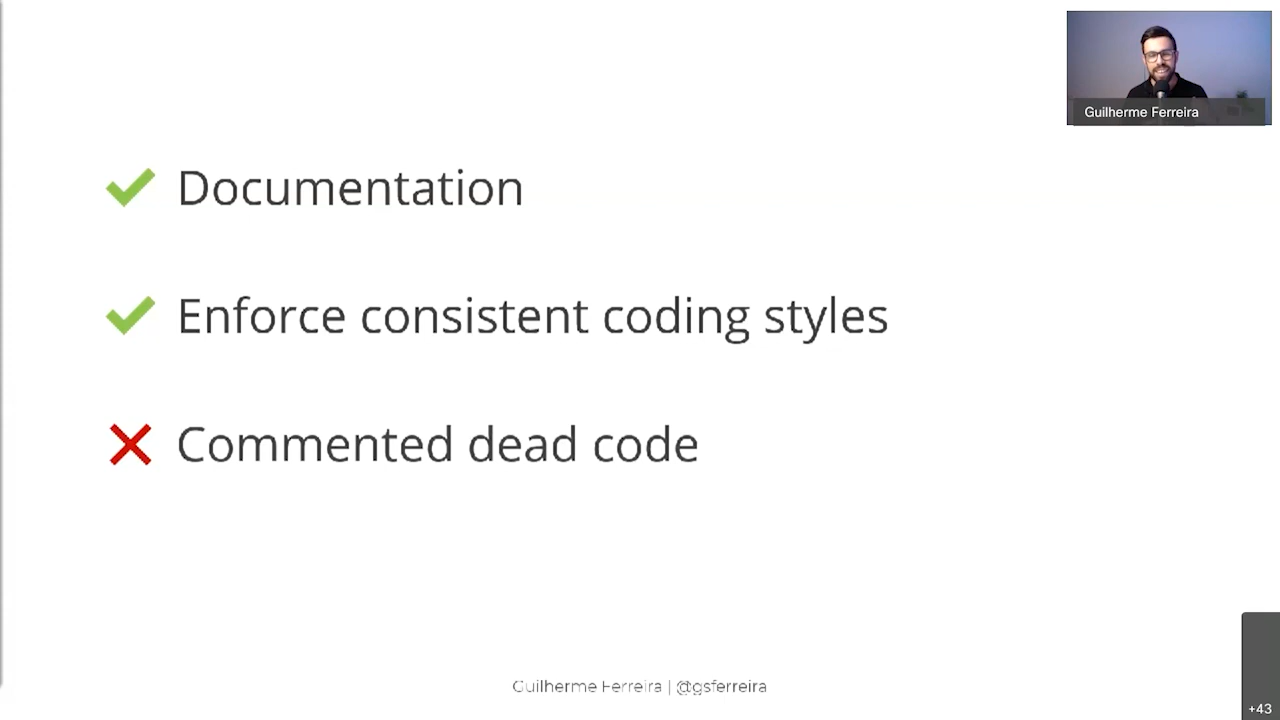 Guilherme Ferreira
Documentation
Enforce consistent coding styles
Commented dead code
Guilherme Ferreira | @gsferreira
+43